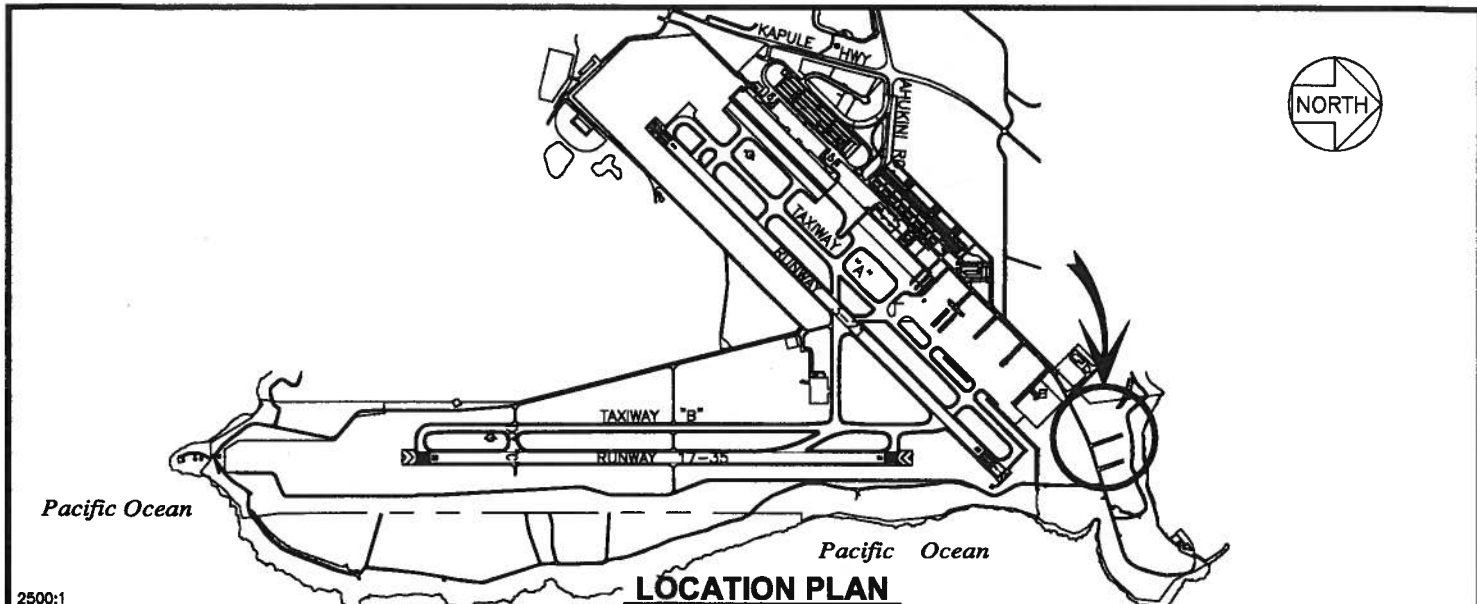 KAPULE HWY
AHUKINI RD
NORTH
TAXIWAY "A"
RUNWAY
TAXIWAY "B"
RUNWAY 17-35
Pacific Ocean
Pacific Ocean
LOCATION PLAN
2500:1